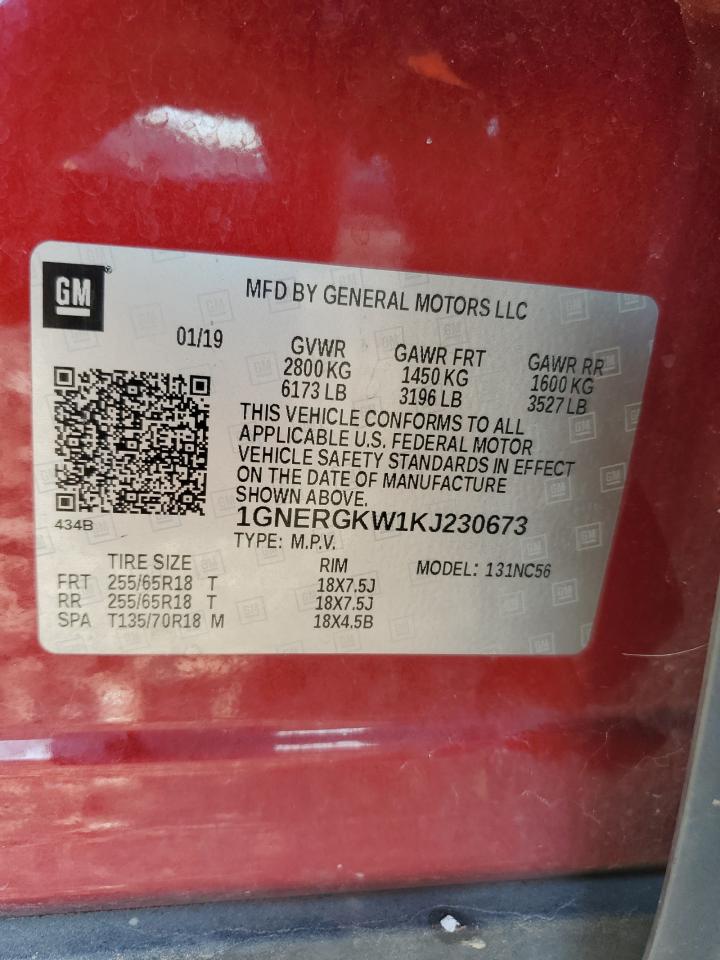 GM
MFD BY GENERAL MOTORS LLC
01/19
GVWR GAWR FRT GAWR RR
2800 KG 1450 KG 1600 KG
6173 LB 3196 LB 3527 LB
THIS VEHICLE CONFORMS TO ALL
APPLICABLE U.S. FEDERAL MOTOR
VEHICLE SAFETY STANDARDS IN EFFECT
ON THE DATE OF MANUFACTURE
SHOWN ABOVE.
434B
1GNERGKW1KJ230673
TYPE: M.P.V.
TIRE SIZE RIM MODEL: 131NC56
FRT 255/65R18 T 18X7.5J
RR 255/65R18 T 18X7.5J
SPA T135/70R18 M 18X4.5B